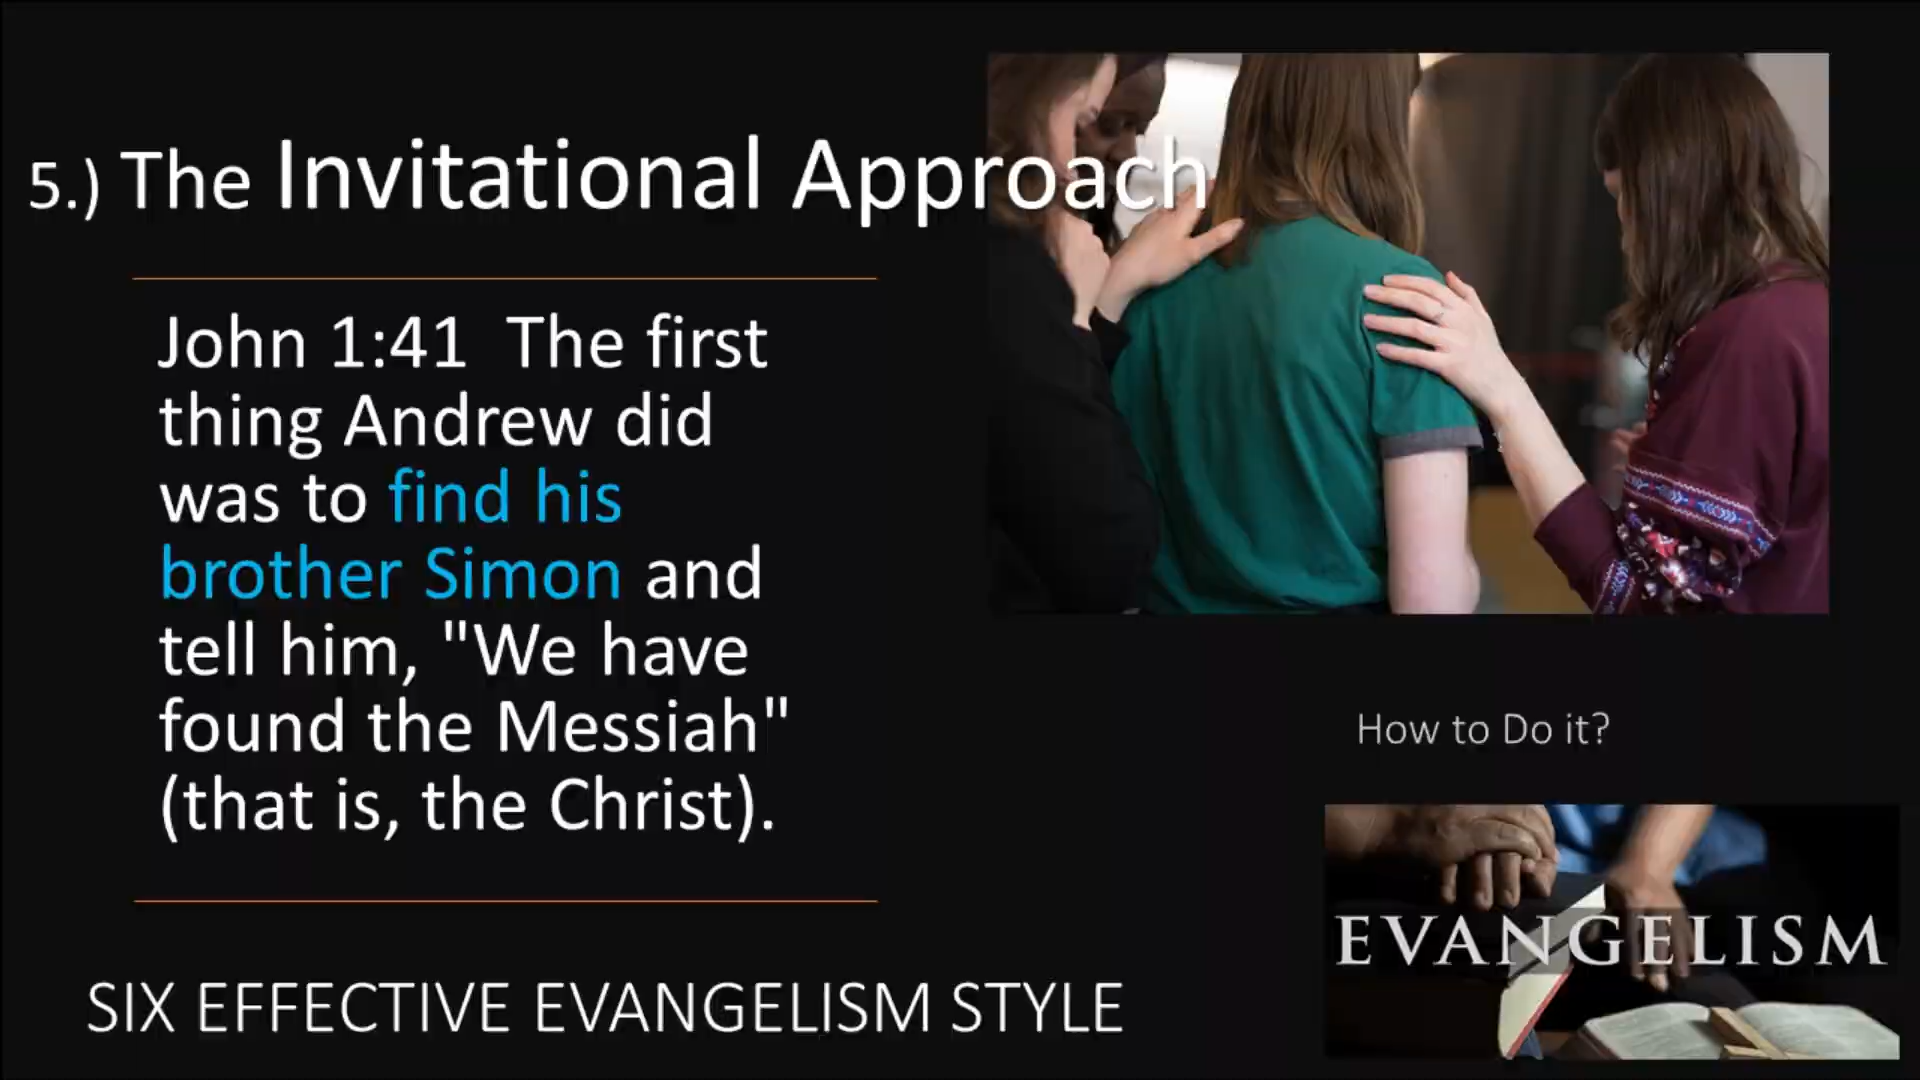 5.) The Invitational Approach
John 1:41  The first
thing Andrew did
was to find his
brother Simon and
tell him, "We have
found the Messiah"
(that is, the Christ).
How to Do it?
EVANGELISM
SIX EFFECTIVE EVANGELISM STYLE